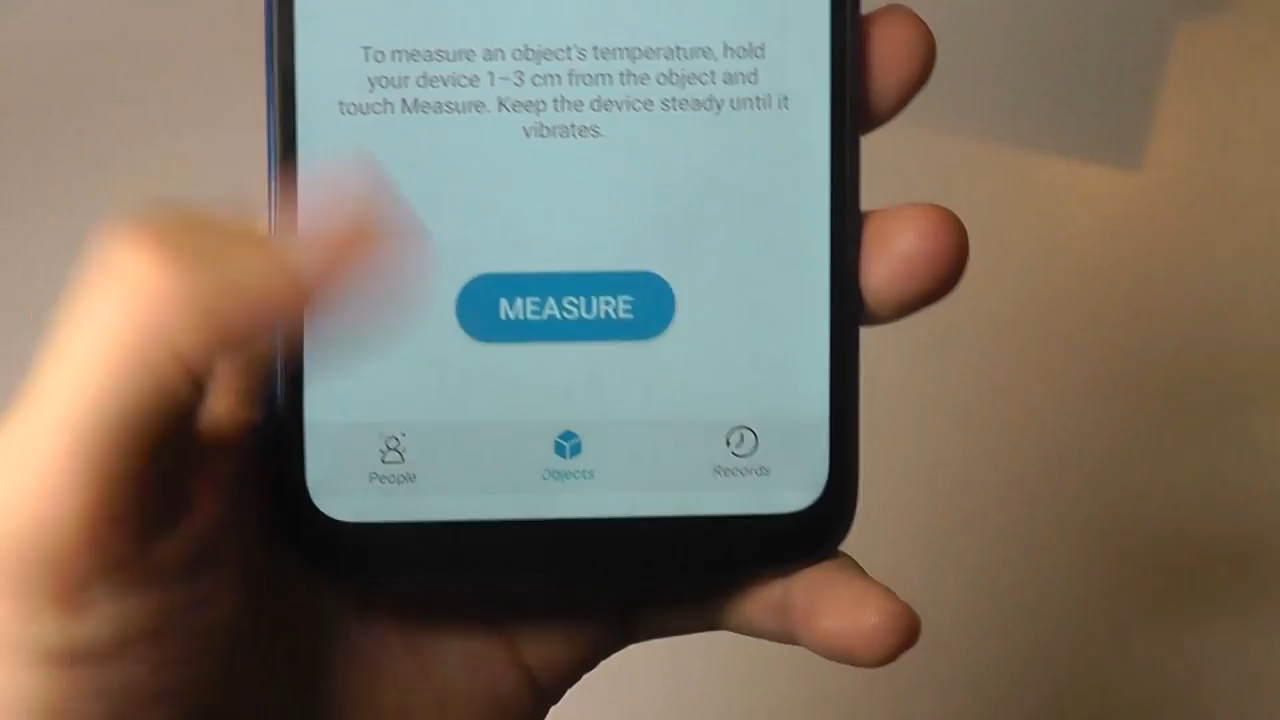 To measure an object's temperature, hold
your device 1–3 cm from the object and
touch Measure. Keep the device steady until it
vibrates.
MEASURE
People
Objects
Records